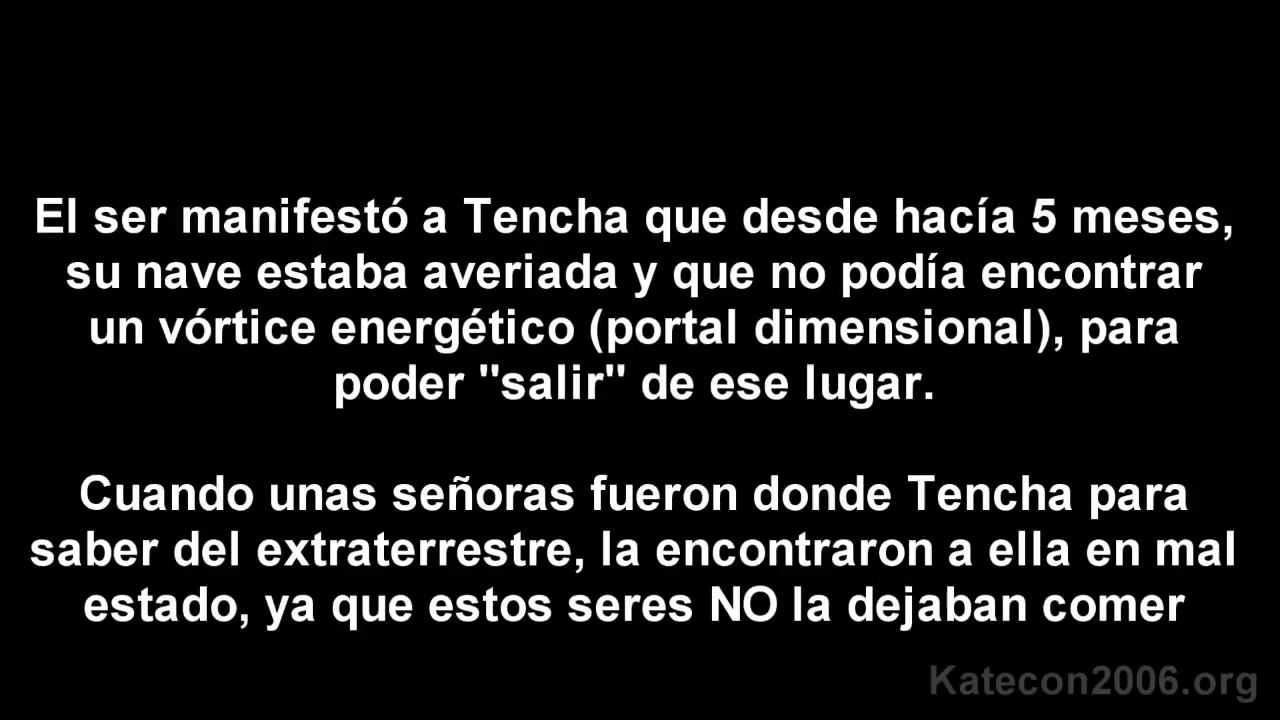 El ser manifestó a Tencha que desde hacía 5 meses,
su nave estaba averiada y que no podía encontrar
un vórtice energético (portal dimensional), para
poder "salir" de ese lugar.
Cuando unas señoras fueron donde Tencha para
saber del extraterrestre, la encontraron a ella en mal
estado, ya que estos seres NO la dejaban comer
Katecon2006.org